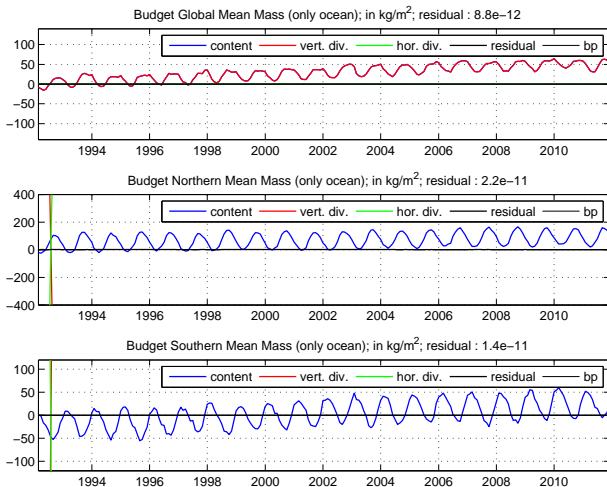 Budget Global Mean Mass (only ocean); in kg/m²; residual : 8.8e−12
content vert. div. hor. div. residual bp
100
50
0
−50
−100
1994 1996 1998 2000 2002 2004 2006 2008 2010
Budget Northern Mean Mass (only ocean); in kg/m²; residual : 2.2e−11
content vert. div. hor. div. residual bp
400
200
0
−200
−400
1994 1996 1998 2000 2002 2004 2006 2008 2010
Budget Southern Mean Mass (only ocean); in kg/m²; residual : 1.4e−11
content vert. div. hor. div. residual bp
100
50
0
−50
−100
1994 1996 1998 2000 2002 2004 2006 2008 2010